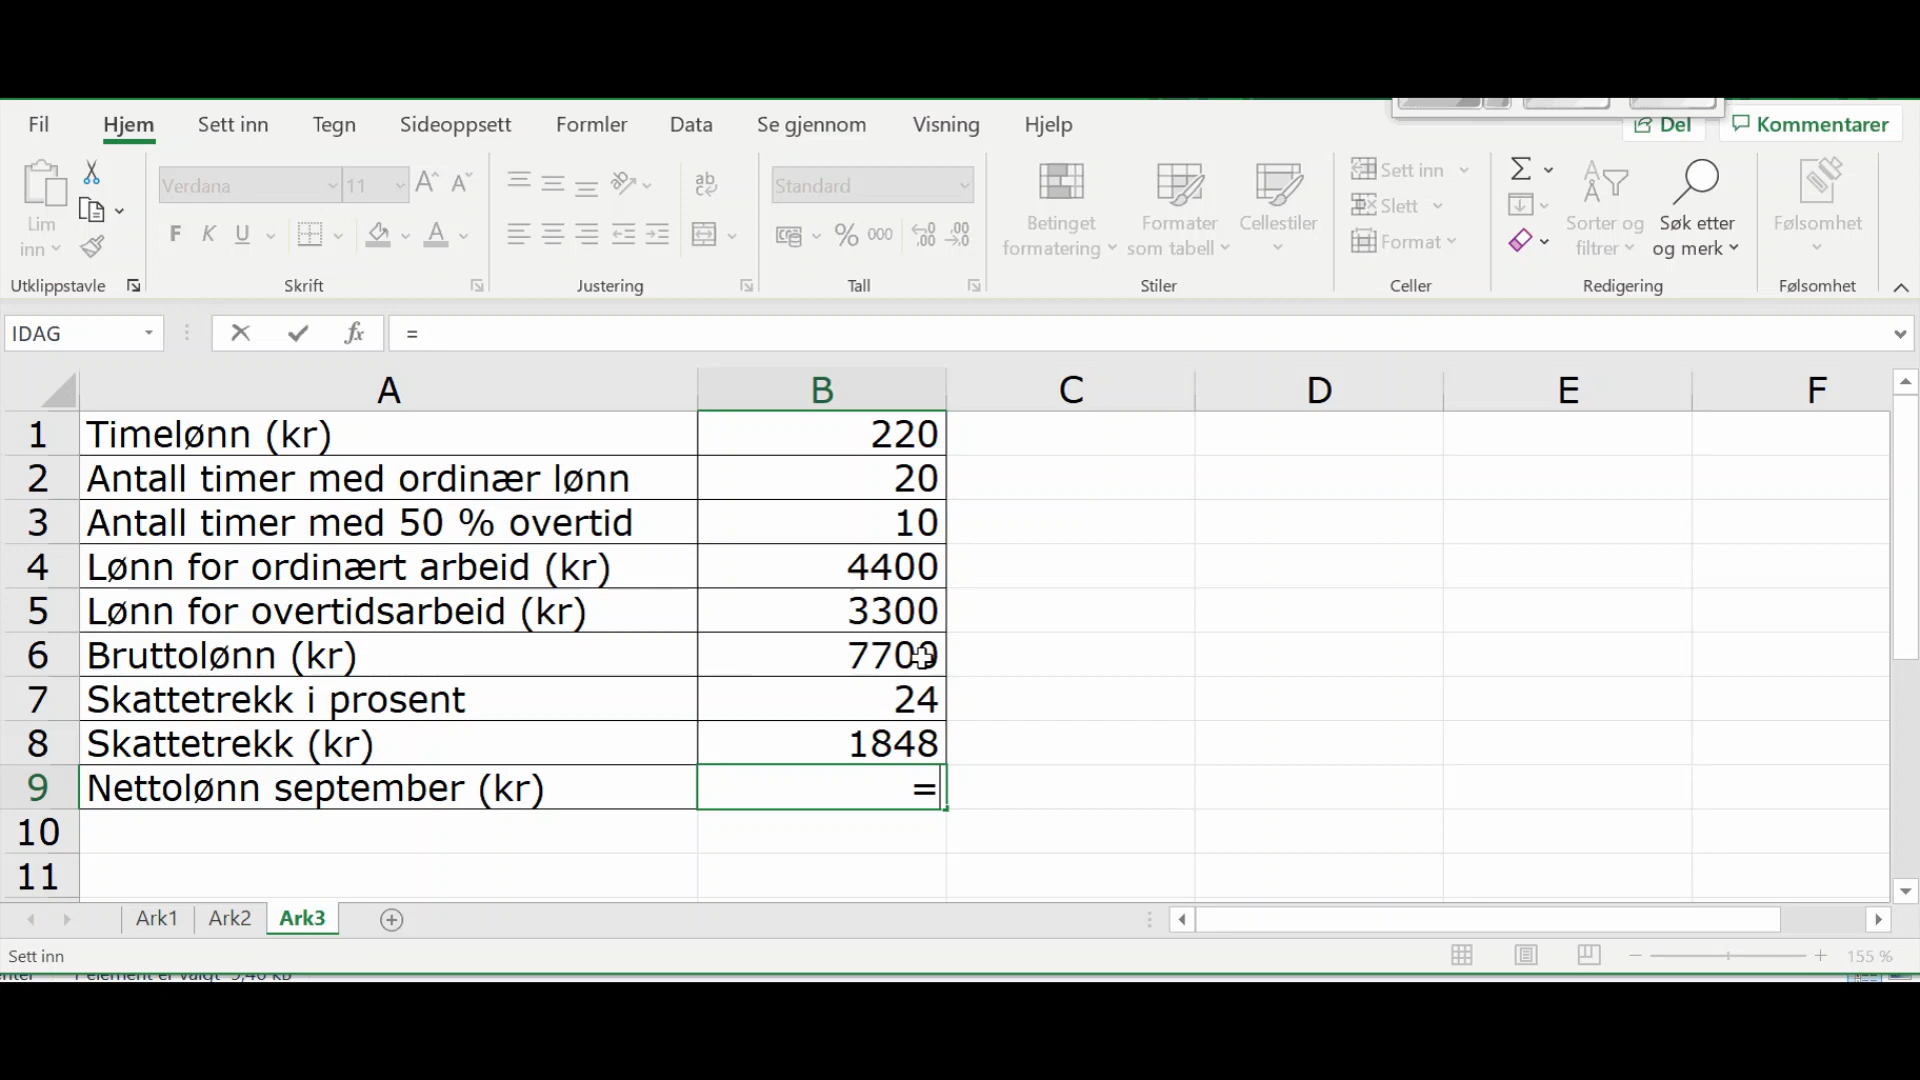 Fil Hjem Sett inn Tegn Sideoppsett Formler Data Se gjennom Visning Hjelp Del Kommentarer
Lim inn
Verdana 11
F K U
ab
Standard
% 000
Betinget formatering
Formater som tabell
Cellestiler
Sett inn
Slett
Format
Sorter og filtrer
Søk etter og merk
Følsomhet
Utklippstavle Skrift Justering Tall Stiler Celler Redigering Følsomhet
IDAG fx =
A B C D E F
1 Timelønn (kr) 220
2 Antall timer med ordinær lønn 20
3 Antall timer med 50 % overtid 10
4 Lønn for ordinært arbeid (kr) 4400
5 Lønn for overtidsarbeid (kr) 3300
6 Bruttolønn (kr) 7700
7 Skattetrekk i prosent 24
8 Skattetrekk (kr) 1848
9 Nettolønn september (kr) =
10
11
Ark1 Ark2 Ark3
Sett inn 155 %